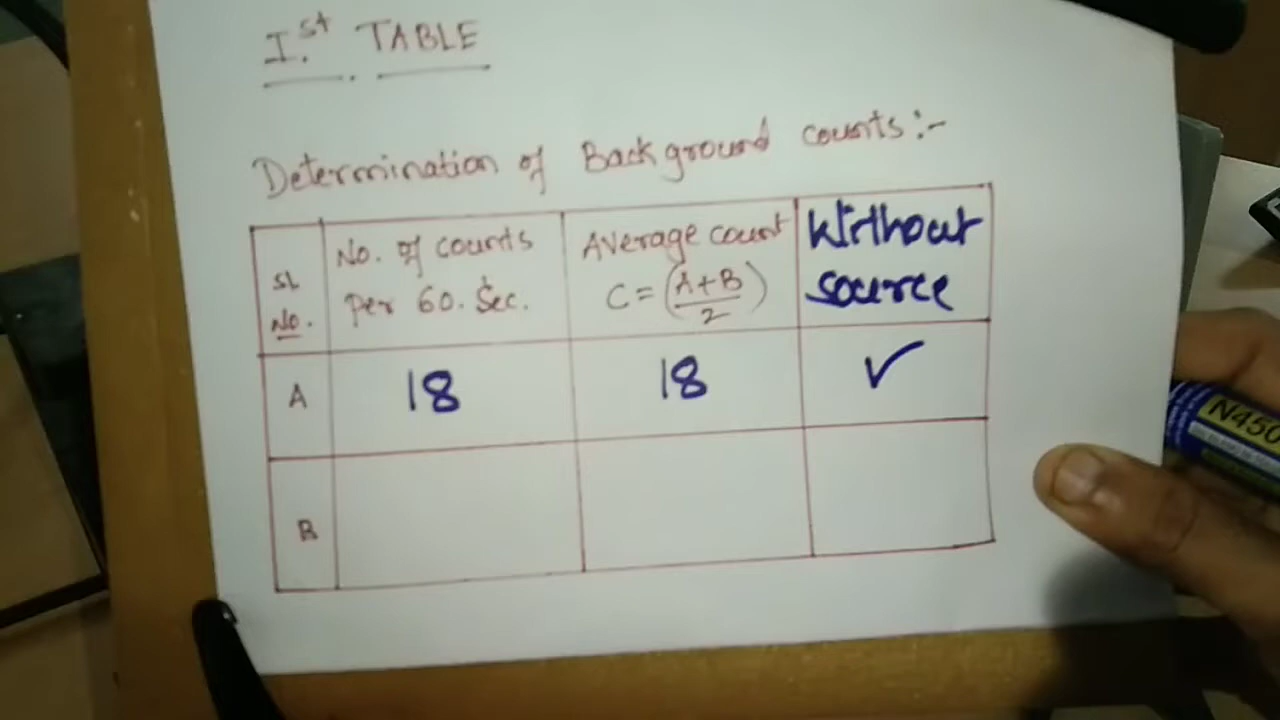 I.st TABLE
Determination of Background counts:-
SL No.
No. of counts per 60. Sec.
Average count C = (A+B/2)
Without source
A
18
18
✓
B
N450